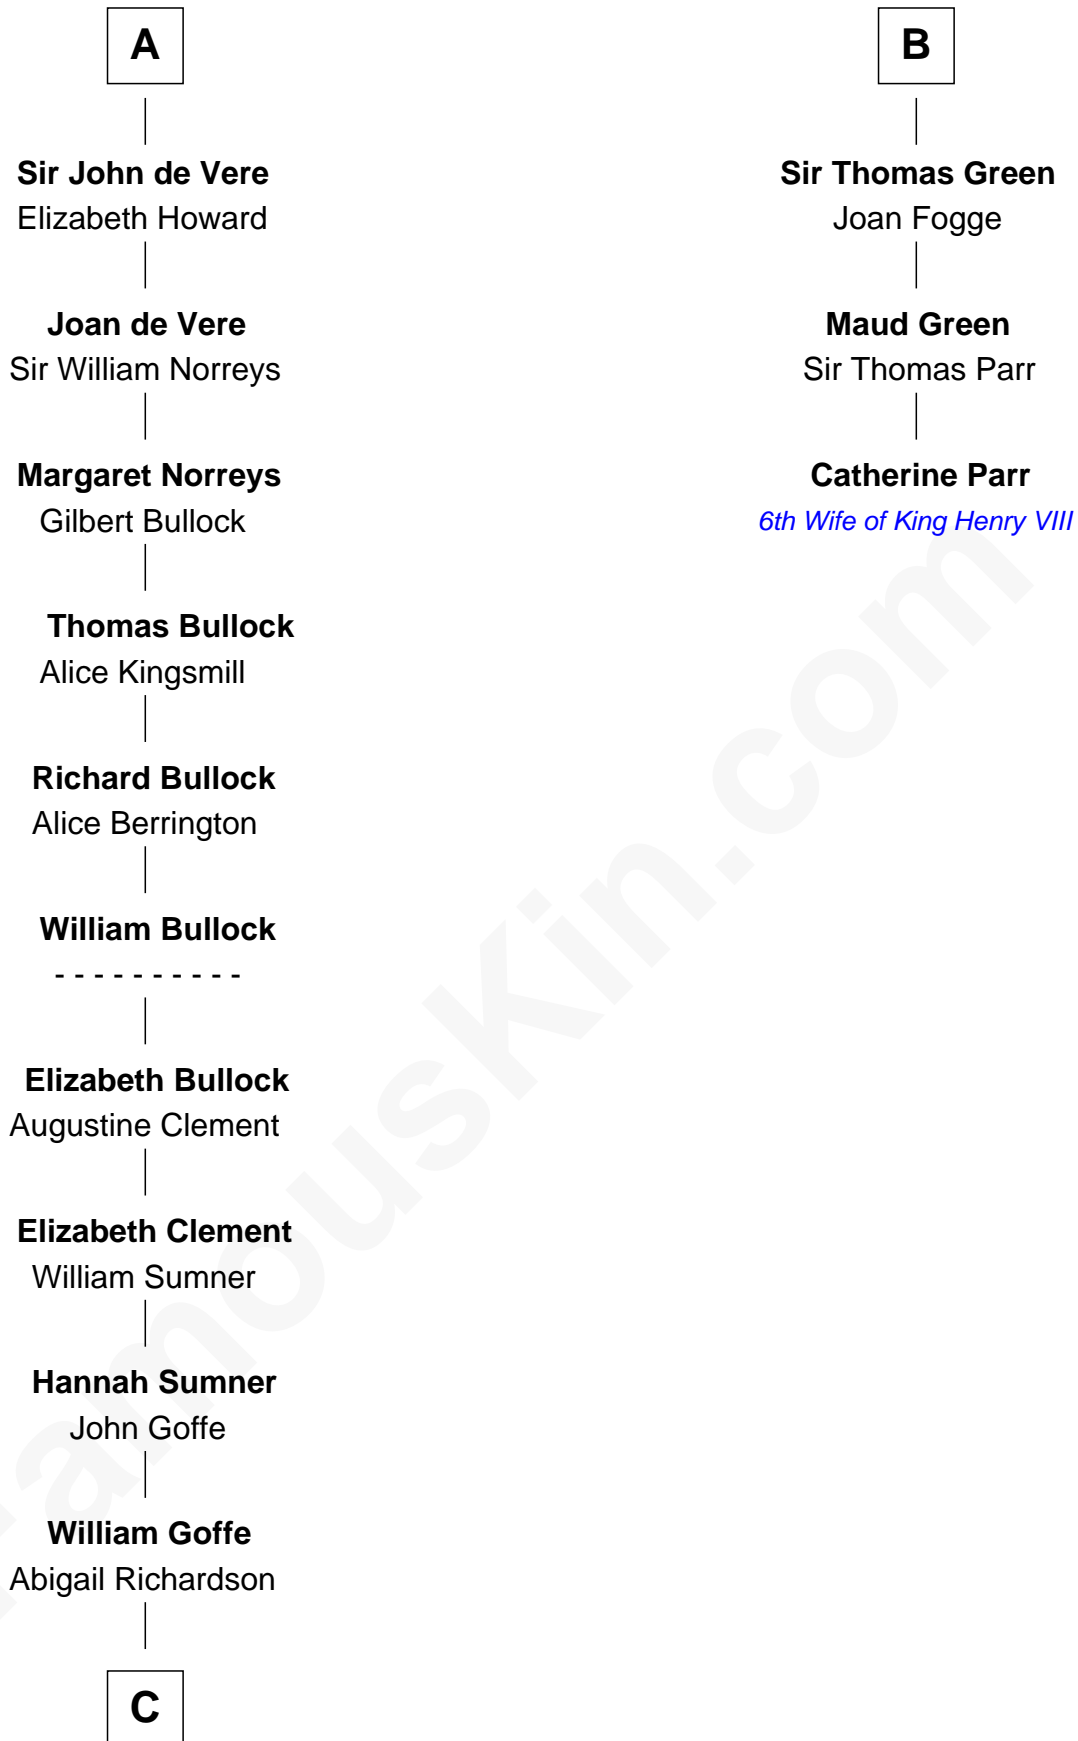 A
Sir John de Vere
Elizabeth Howard
Joan de Vere
Sir William Norreys
Margaret Norreys
Gilbert Bullock
Thomas Bullock
Alice Kingsmill
Richard Bullock
Alice Berrington
William Bullock
- - - - - - - - - -
Elizabeth Bullock
Augustine Clement
Elizabeth Clement
William Sumner
Hannah Sumner
John Goffe
William Goffe
Abigail Richardson
C
B
Sir Thomas Green
Joan Fogge
Maud Green
Sir Thomas Parr
Catherine Parr
6th Wife of King Henry VIII
FamousKin.com